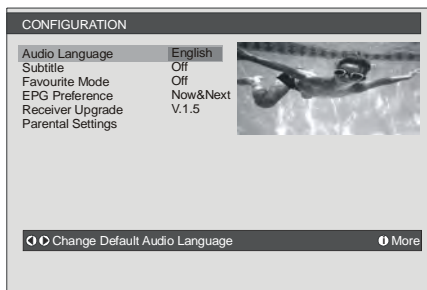 CONFIGURATION
Audio Language English
Subtitle Off
Favourite Mode Off
EPG Preference Now&Next
Receiver Upgrade V.1.5
Parental Settings
Change Default Audio Language More